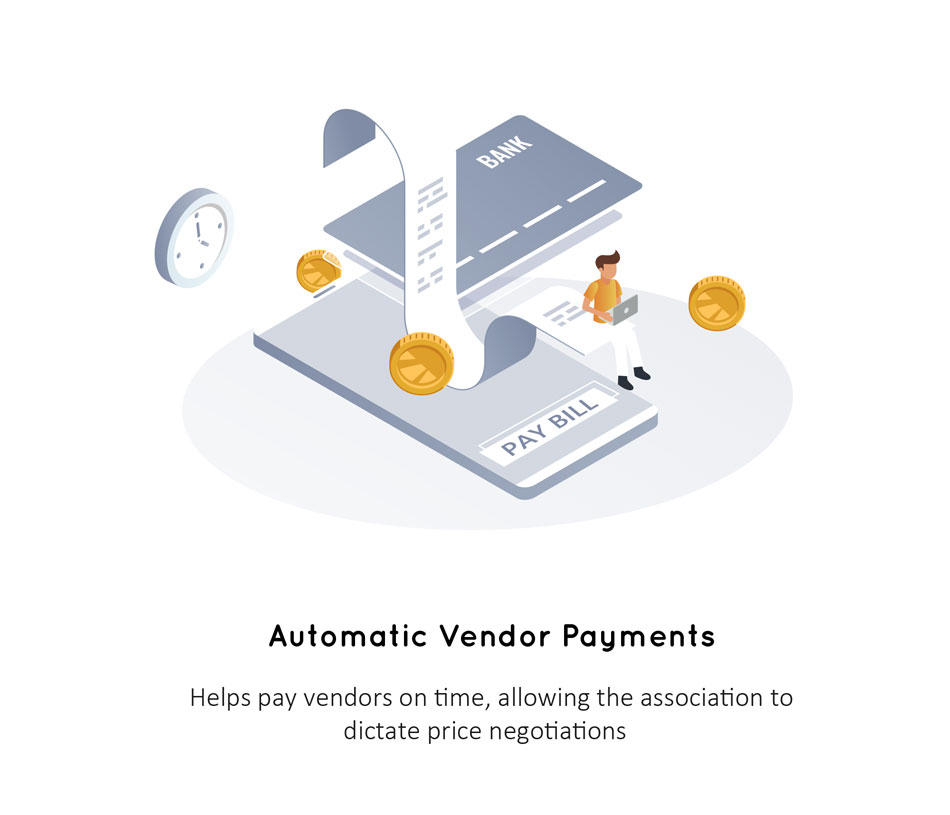 BANK
PAY BILL
Automatic Vendor Payments
Helps pay vendors on time, allowing the association to
dictate price negotiations